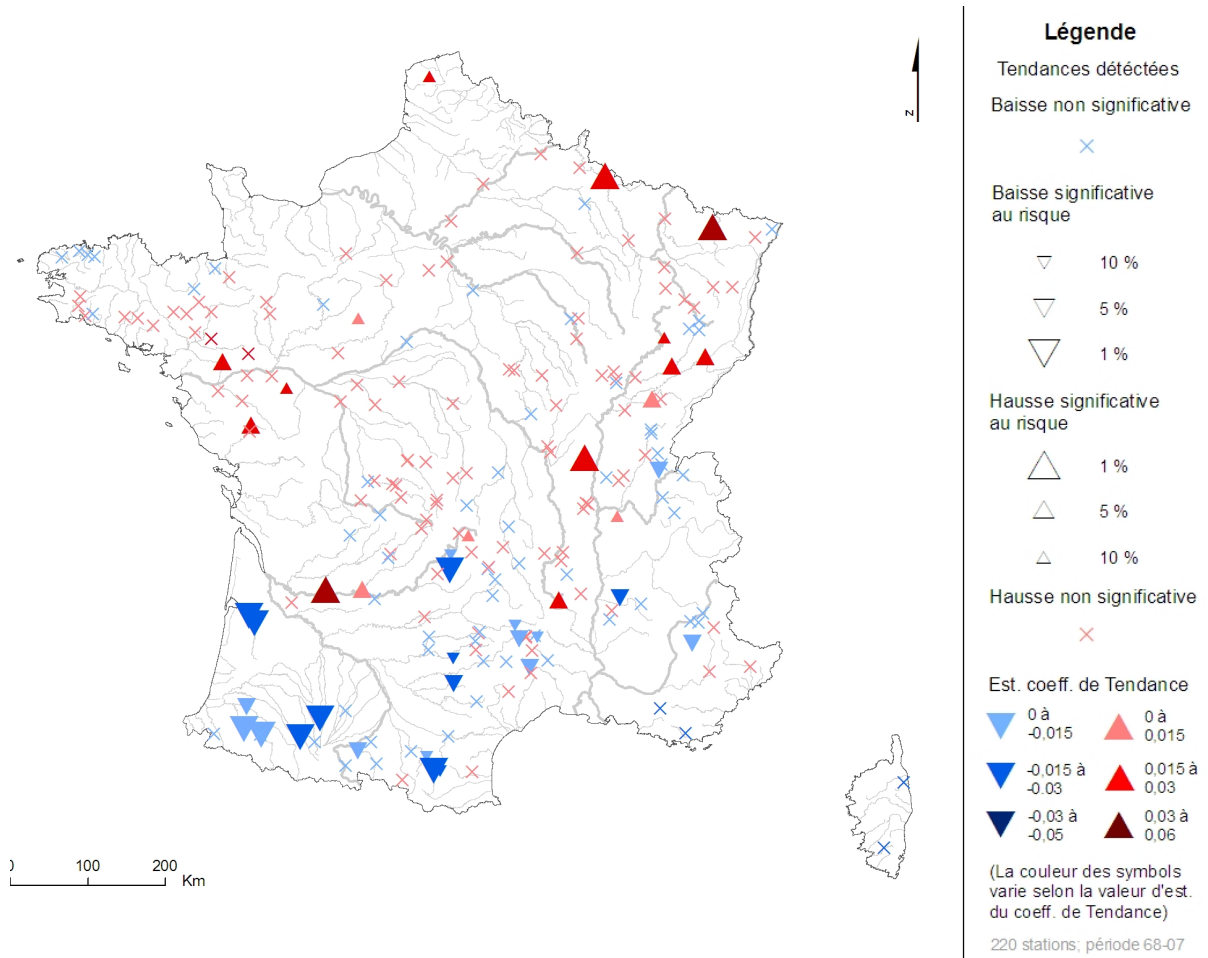 Légende
Tendances détéctées
Baisse non significative
Baisse significative
au risque
10 %
5 %
1 %
Hausse significative
au risque
1 %
5 %
10 %
Hausse non significative
Est. coeff. de Tendance
0 à
-0,015
0 à
0,015
-0,015 à
-0.03
0,015 à
0,03
-0,03 à
-0,05
0,03 à
0,06
(La couleur des symbols
varie selon la valeur d'est.
du coeff. de Tendance)
220 stations; période 68-07
N
0 100 200
Km